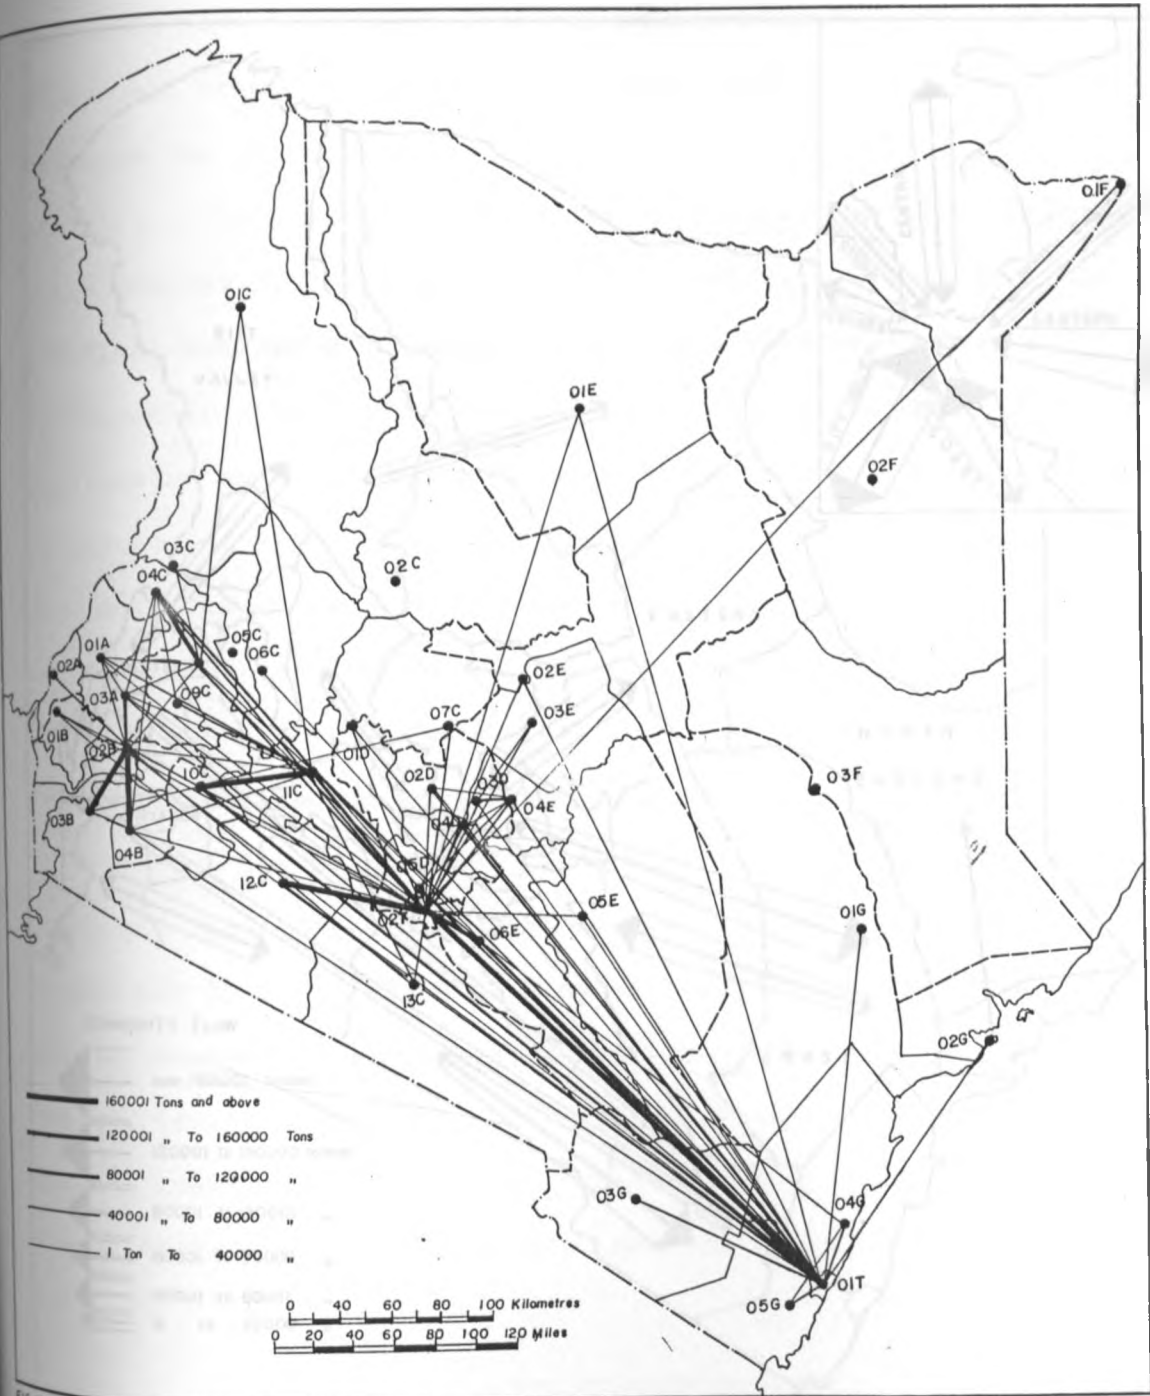 01F
01C
01E
02F
03C
02C
04C
05C
01A
06C
02A
02E
03A
09C
01B
03E
07C
01D
02B
10C
02D
03D
11C
03F
04E
03B
04D
04B
05D
12C
02T
05E
01G
06E
13C
02G
160001 Tons and above
120001 „ To 160000 Tons
80001 „ To 120000 „
03G
40001 „ To 80000 „
04G
1 Ton To 40000 „
01T
05G
0 40 60 80 100 Kilometres
0 20 40 60 80 100 120 Miles